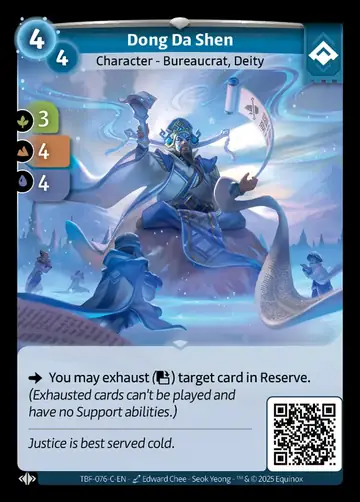 4
4
Dong Da Shen
Character - Bureaucrat, Deity
3
4
4
You may exhaust () target card in Reserve.
(Exhausted cards can't be played and
have no Support abilities.)
Justice is best served cold.
TBF-076-C-EN - Edward Chee - Seok Yeong - ™ & © 2025 Equinox